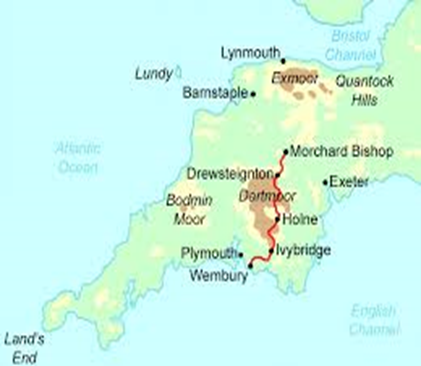 Bristol
Channel
Lynmouth
Lundy
Exmoor
Quantock
Hills
Barnstaple
Atlantic
Ocean
Morchard Bishop
Drewsteignton
Exeter
Dartmoor
Bodmin
Moor
Holne
Plymouth
Ivybridge
Wembury
English
Channel
Land's
End